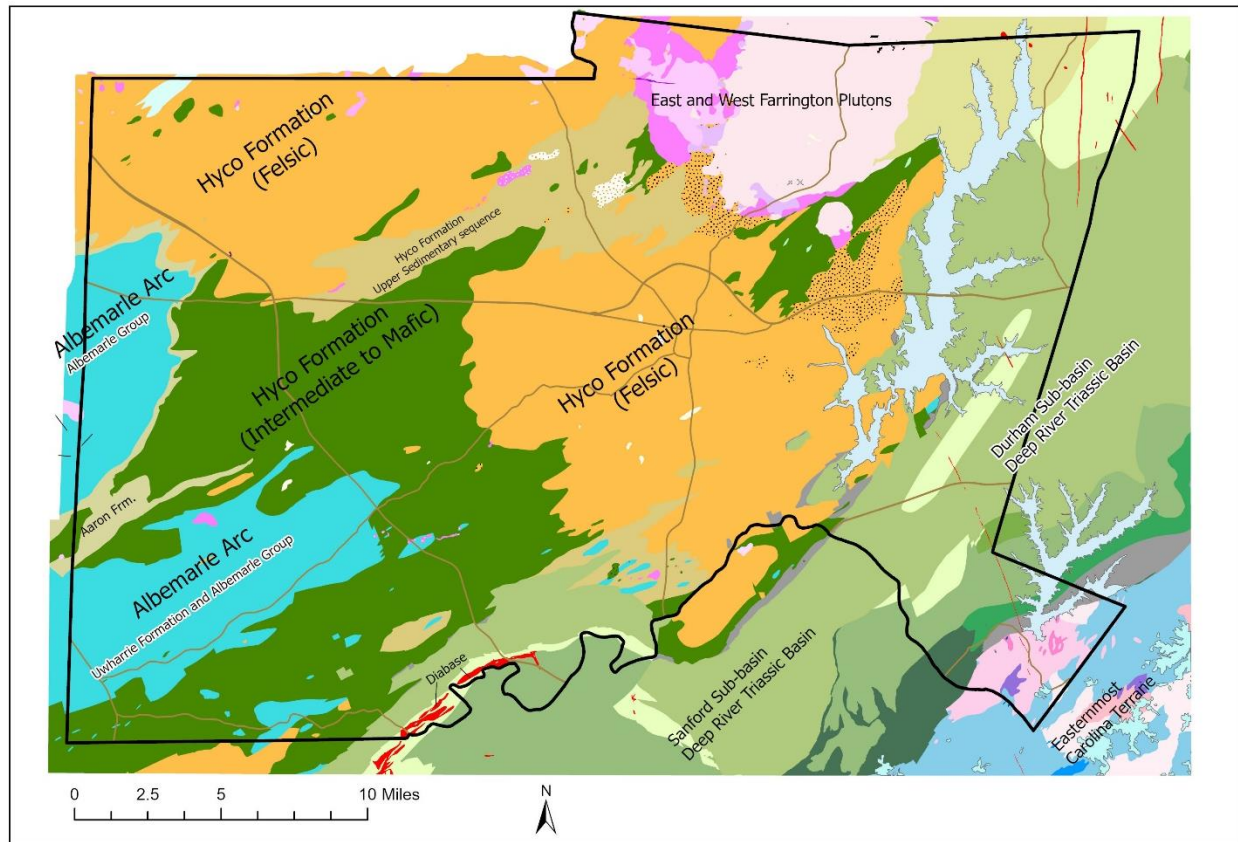 East and West Farrington Plutons
Hyco Formation
(Felsic)
Hyco Formation
Upper Sedimentary sequence
Albemarle Arc
Albemarle Group
Hyco Formation
(Intermediate to Mafic)
Hyco Formation
(Felsic)
Durham Sub-basin
Deep River Triassic Basin
Aaron Frm.
Albemarle Arc
Uwharrie Formation and Albemarle Group
Diabase
Sanford Sub-basin
Deep River Triassic Basin
Easternmost
Carolina Terrane
0 2.5 5 10 Miles
N